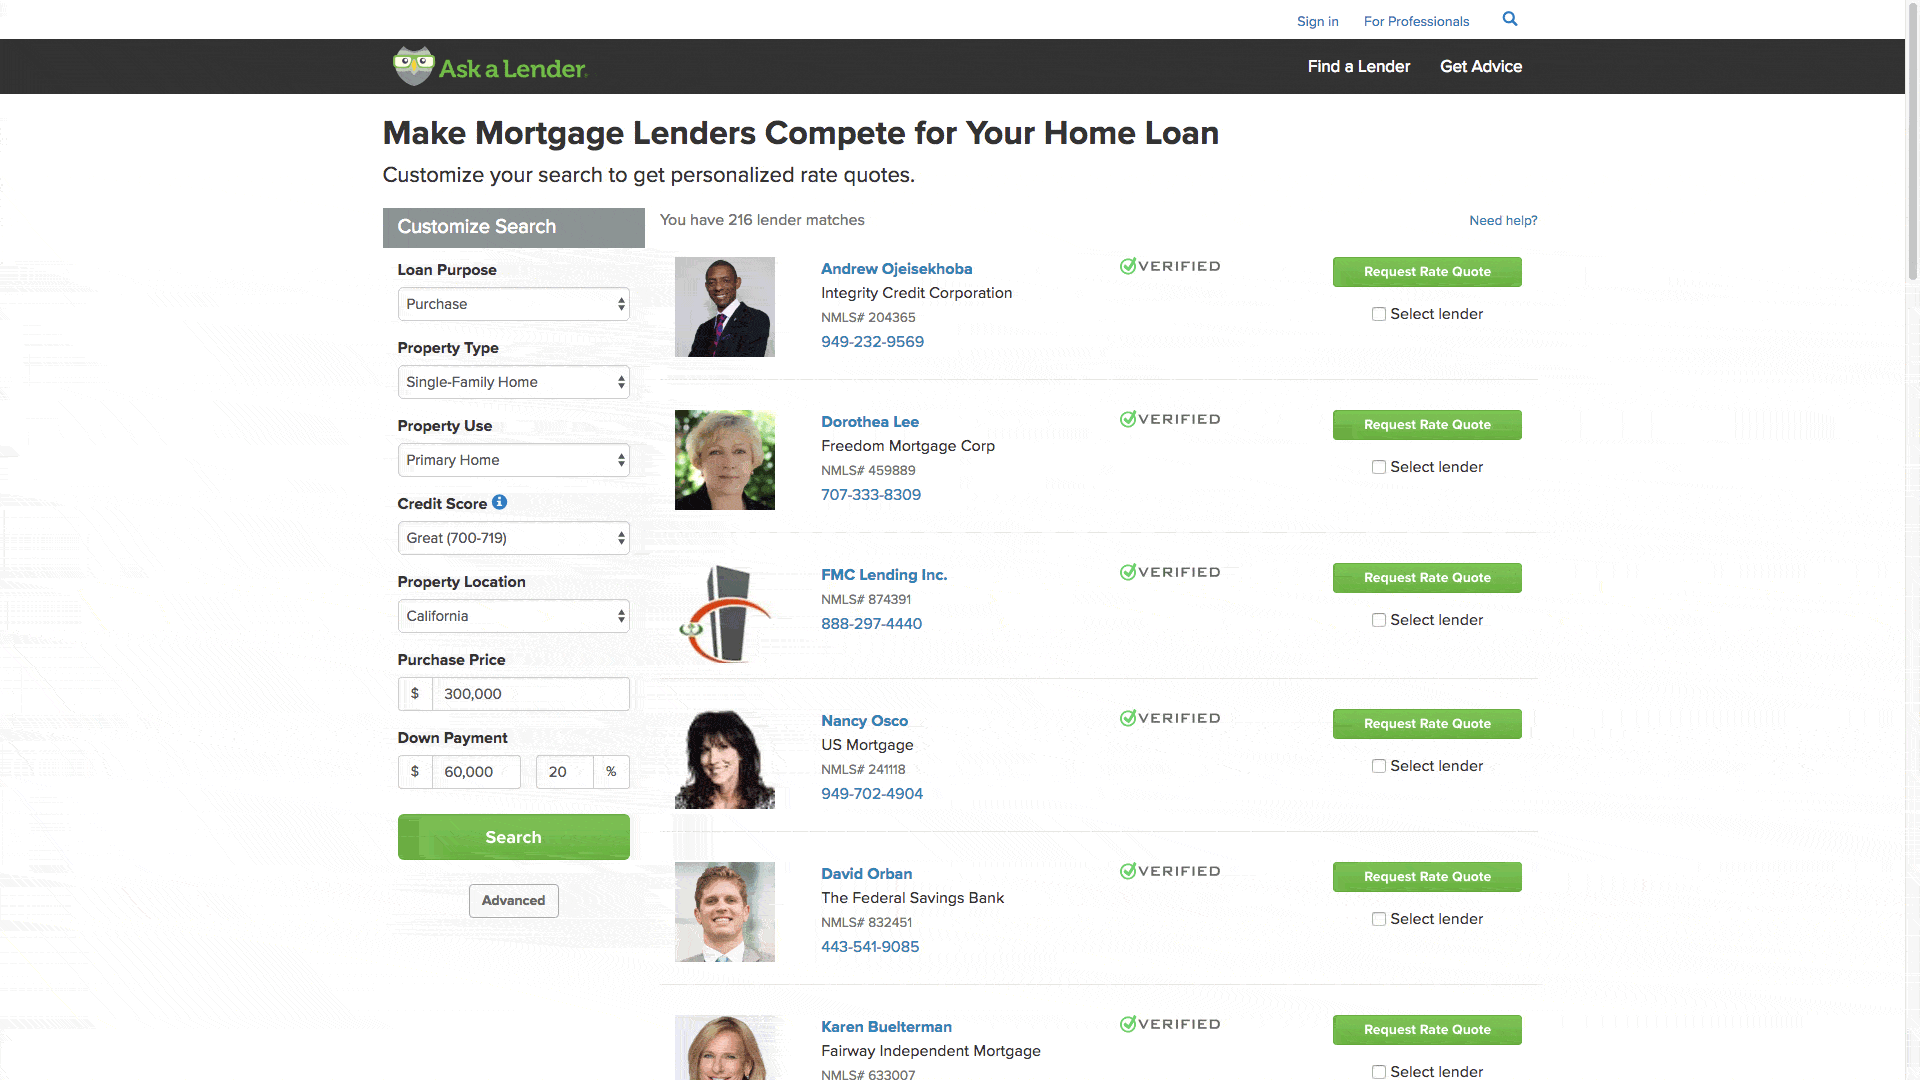 Sign in For Professionals
Ask a Lender
Find a Lender Get Advice
Make Mortgage Lenders Compete for Your Home Loan
Customize your search to get personalized rate quotes.
Customize Search
Loan Purpose
Purchase
Property Type
Single-Family Home
Property Use
Primary Home
Credit Score
Great (700-719)
Property Location
California
Purchase Price
$ 300,000
Down Payment
$ 60,000 20 %
Search
Advanced
You have 216 lender matches
Need help?
Andrew Ojeisekhoba
Integrity Credit Corporation
NMLS# 204365
949-232-9569
VERIFIED
Request Rate Quote
Select lender
Dorothea Lee
Freedom Mortgage Corp
NMLS# 459889
707-333-8309
VERIFIED
Request Rate Quote
Select lender
FMC Lending Inc.
NMLS# 874391
888-297-4440
VERIFIED
Request Rate Quote
Select lender
Nancy Osco
US Mortgage
NMLS# 241118
949-702-4904
VERIFIED
Request Rate Quote
Select lender
David Orban
The Federal Savings Bank
NMLS# 832451
443-541-9085
VERIFIED
Request Rate Quote
Select lender
Karen Buelterman
Fairway Independent Mortgage
NMLS# 633007
VERIFIED
Request Rate Quote
Select lender